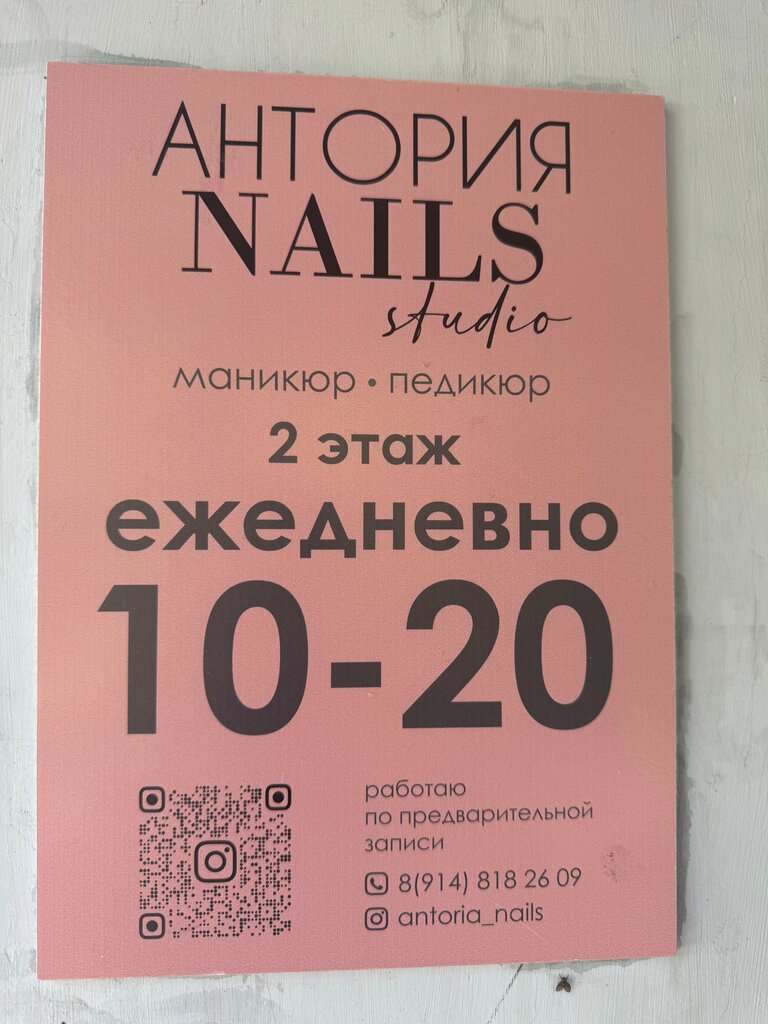 АНТОРИЯ
NAILS
studio
маникюр • педикюр
2 этаж
ежедневно
10-20
работаю
по предварительной
записи
8(914) 818 26 09
antoria_nails